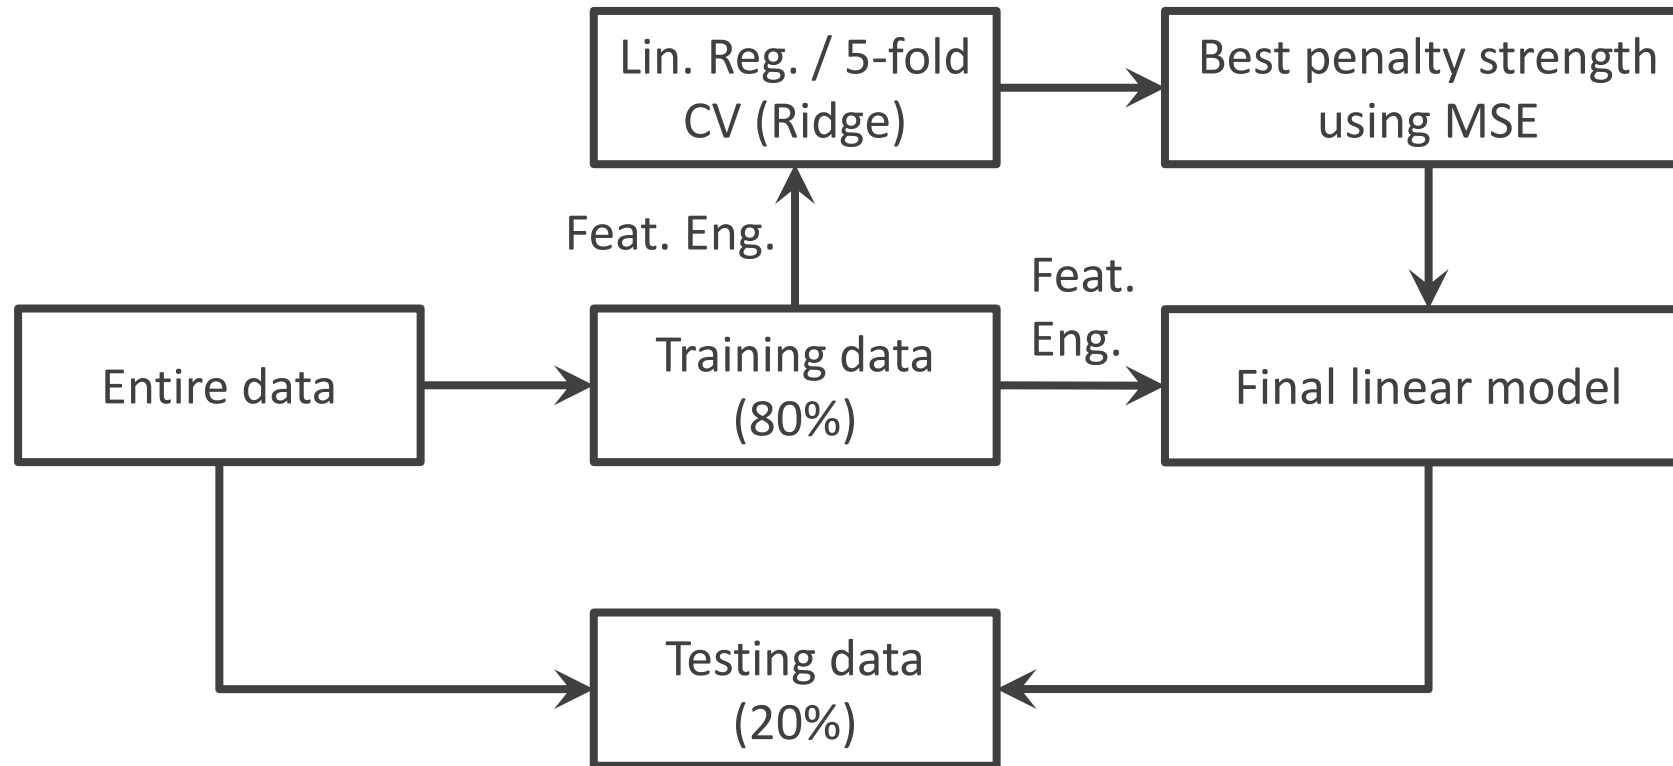 Lin. Reg. / 5-fold
CV (Ridge)
Best penalty strength
using MSE
Feat. Eng.
Feat.
Eng.
Entire data
Training data
(80%)
Final linear model
Testing data
(20%)